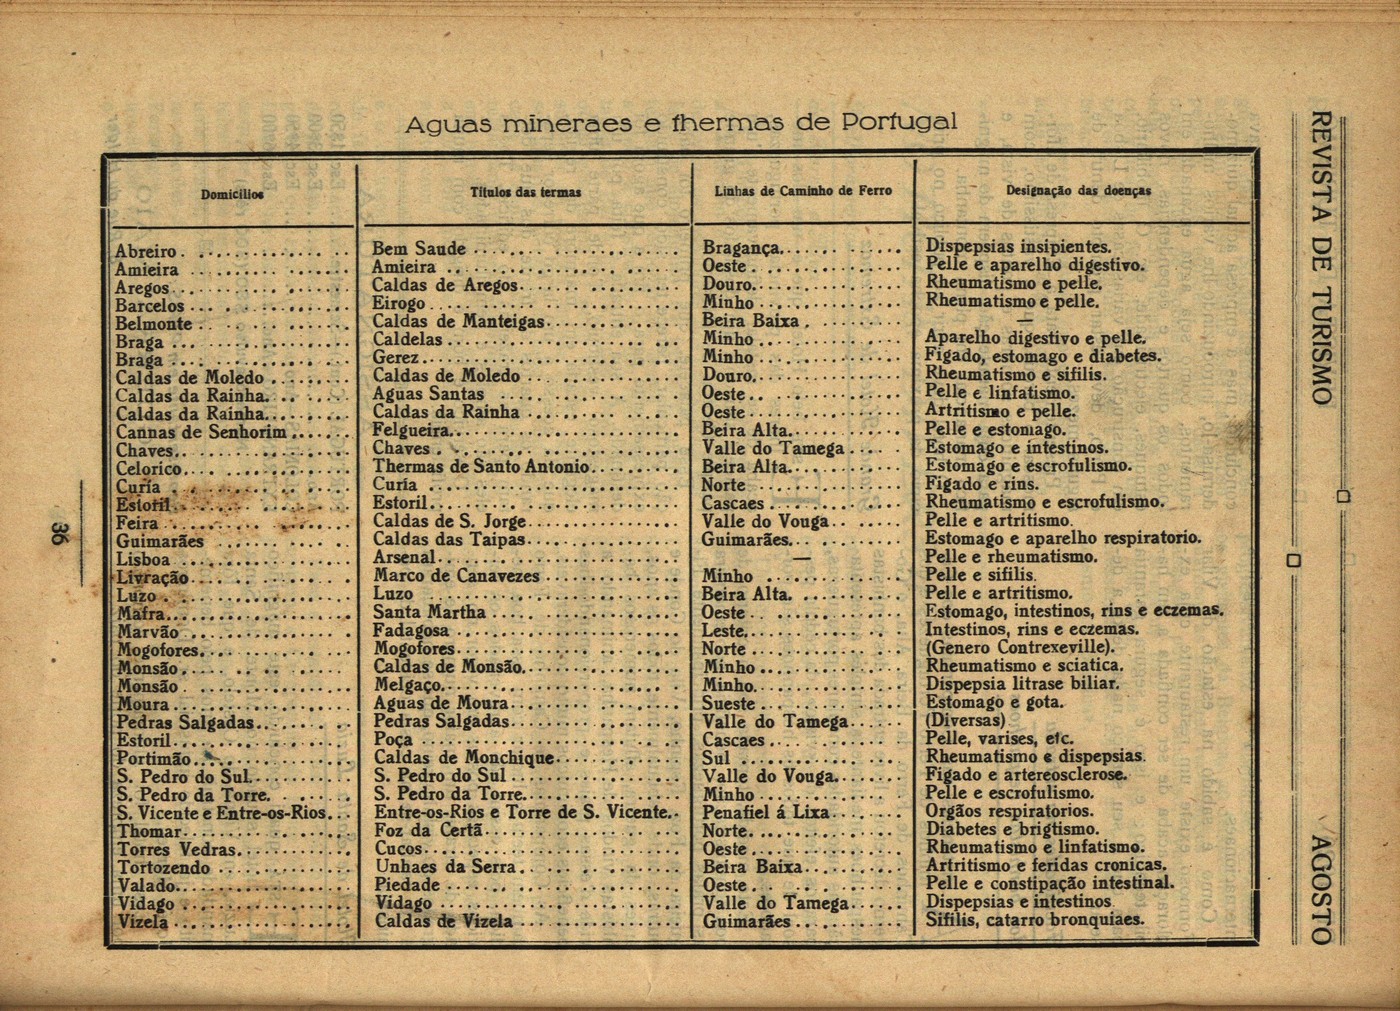 Aguas mineraes e thermas de Portugal
Domicilios Titulos das termas Linhas de Caminho de Ferro Designação das doenças
Abreiro Bem Saude Bragança Dispepsias insipientes.
Amieira Amieira Oeste Pelle e aparelho digestivo.
Aregos Caldas de Aregos Douro Rheumatismo e pelle.
Barcelos Eirogo Minho Rheumatismo e pelle.
Belmonte Caldas de Manteigas Beira Baixa —
Braga Caldelas Minho Aparelho digestivo e pelle.
Braga Gerez Minho Figado, estomago e diabetes.
Caldas de Moledo Caldas de Moledo Douro Rheumatismo e sifilis.
Caldas da Rainha Aguas Santas Oeste Pelle e linfatismo.
Caldas da Rainha Caldas da Rainha Oeste Artritismo e pelle.
Cannas de Senhorim Felgueira Beira Alta Pelle e estomago.
Chaves Chaves Valle do Tamega Estomago e intestinos.
Celorico Thermas de Santo Antonio Beira Alta Estomago e escrofulismo.
Curía Curía Norte Figado e rins.
Estoril Estoril Cascaes Rheumatismo e escrofulismo.
Feira Caldas de S. Jorge Valle do Vouga Pelle e artritismo.
Guimarães Caldas das Taipas Guimarães Estomago e aparelho respiratorio.
Lisboa Arsenal — Pelle e rheumatismo.
Livração Marco de Canavezes Minho Pelle e sifilis.
Luzo Luzo Beira Alta. Pelle e artritismo.
Mafra Santa Martha Oeste Estomago, intestinos, rins e eczemas.
Marvão Fadagosa Leste Intestinos, rins e eczemas.
Mogofores Mogofores Norte (Genero Contrexeville).
Monsão Caldas de Monsão Minho Rheumatismo e sciatica.
Monsão Melgaço Minho Dispepsia litrase biliar.
Moura Aguas de Moura Sueste Estomago e gota.
Pedras Salgadas Pedras Salgadas Valle do Tamega (Diversas)
Estoril Poça Cascaes Pelle, varises, etc.
Portimão Caldas de Monchique Sul Rheumatismo e dispepsias.
S. Pedro do Sul S. Pedro do Sul Valle do Vouga Figado e artereosclerose.
S. Pedro da Torre S. Pedro da Torre Minho Pelle e escrofulismo.
S. Vicente e Entre-os-Rios Entre-os-Rios e Torre de S. Vicente Penafiel á Lixa Orgãos respiratorios.
Thomar Foz da Certã Norte Diabetes e brigtismo.
Torres Vedras Cucos Oeste Rheumatismo e linfatismo.
Tortozendo Unhaes da Serra Beira Baixa Artritismo e feridas cronicas.
Valado Piedade Oeste Pelle e constipação intestinal.
Vidago Vidago Valle do Tamega Dispepsias e intestinos
Vizela Caldas de Vizela Guimarães Sifilis, catarro bronquiaes.
REVISTA DE TURISMO
AGOSTO
36